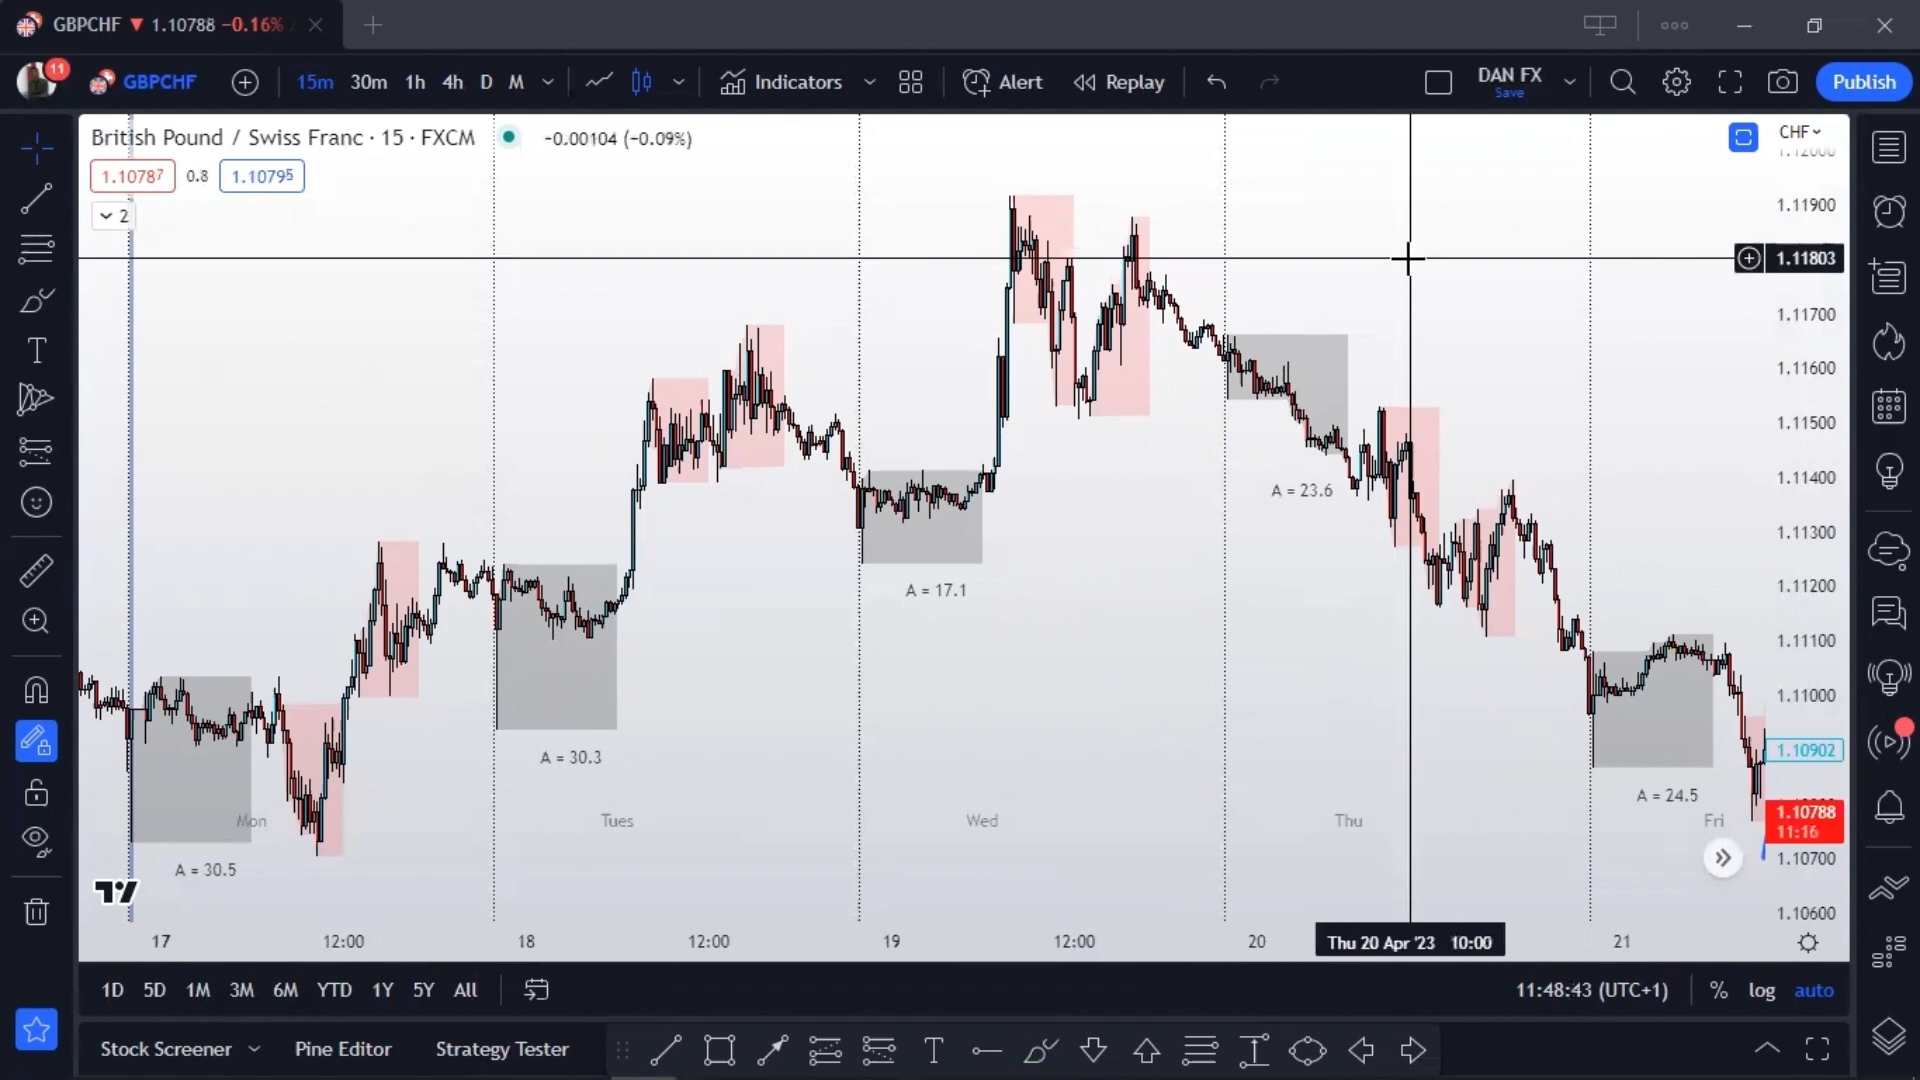 GBPCHF ▼ 1.10788 −0.16% /
11
GBPCHF
15m 30m 1h 4h D M
Indicators
Alert
Replay
DAN FX
Save
Publish
British Pound / Swiss Franc · 15 · FXCM
-0.00104 (−0.09%)
CHF
1.10787
0.8
1.10795
2
1.12000
1.11900
1.11803
1.11700
1.11600
1.11500
1.11400
1.11300
1.11200
1.11100
1.11000
1.10902
1.10788
11:16
1.10700
1.10600
A = 23.6
A = 17.1
A = 30.3
A = 24.5
A = 30.5
Mon
Tues
Wed
Thu
Fri
17 12:00 18 12:00 19 12:00 20 Thu 20 Apr '23 10:00 21
1D 5D 1M 3M 6M YTD 1Y 5Y All
11:48:43 (UTC+1)
% log auto
Stock Screener
Pine Editor
Strategy Tester